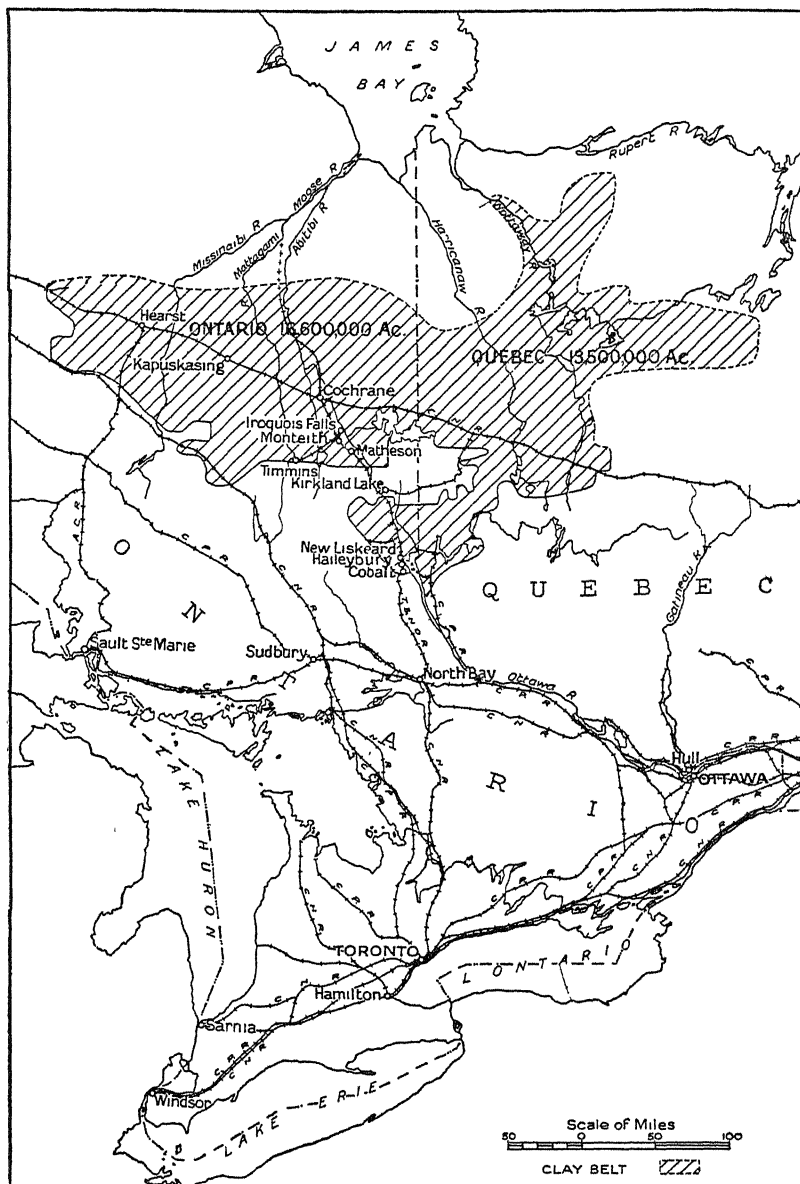 JAMES
BAY
Rupert R
Moose R
Missinaibi R
Mattagami
R
Abitibi R
Harricanaw
R
Nottaway R
Hearst
ONTARIO 16,600,000 Ac.
QUEBEC 13,500,000 Ac.
Kapuskasing
Cochrane
C N R
Iroquois Falls
Monteith
Matheson
Timmins
Kirkland Lake
New Liskeard
Haileybury
Cobalt
QUEBEC
Gatineau R
A C R
C P R
C N R
T & N O R
C P R
ONTARIO
Sault Ste Marie
Sudbury
North Bay
Ottawa R
C P R
C P R
C P R
C N R
C P R
C N R
Hull
C P R
OTTAWA
LAKE HURON
C P R
C N R
C P R
C N R
C P R
C P R
C N R
C N R
C P R
TORONTO
L ONTARIO
Hamilton
C N R
Sarnia
C P R
C N R
Windsor
LAKE ERIE
Scale of Miles
50 0 50 100
CLAY BELT